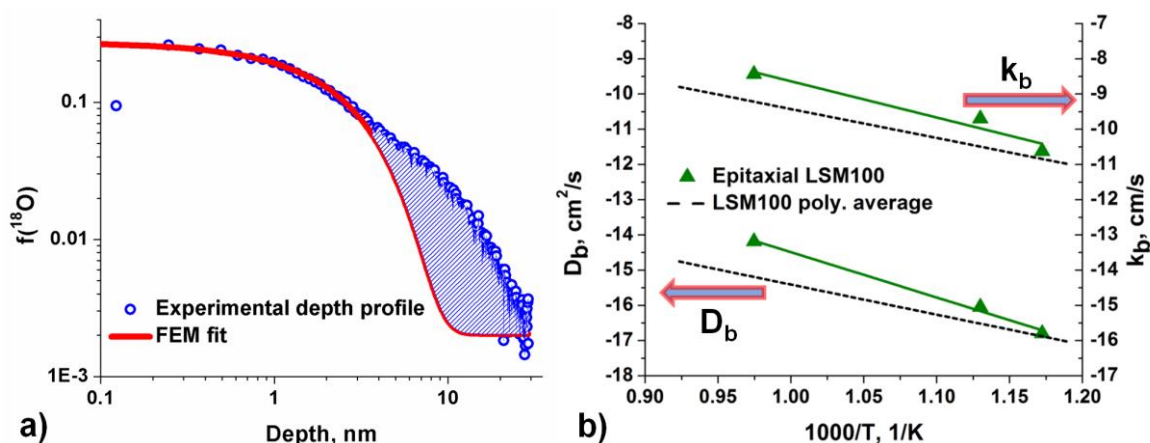 0.1
0.01
1E-3
f(¹⁸O)
Experimental depth profile
FEM fit
0.1
1
10
Depth, nm
a)
-8
-9
-10
-11
-12
-13
-14
-15
-16
-17
-18
D_b, cm²/s
k_b
Epitaxial LSM100
LSM100 poly. average
D_b
-7
-8
-9
-10
-11
-12
-13
-14
-15
-16
-17
k_b, cm/s
0.90
0.95
1.00
1.05
1.10
1.15
1.20
1000/T, 1/K
b)